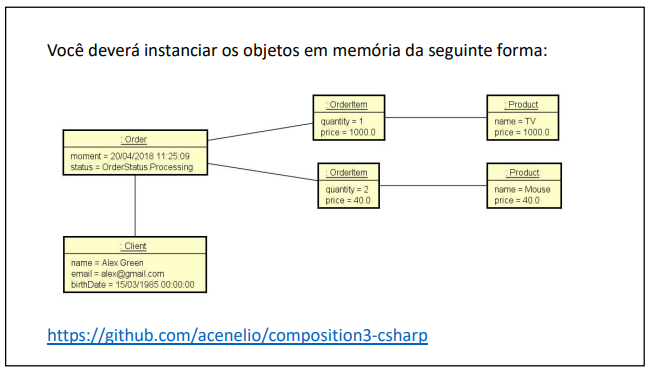 Você deverá instanciar os objetos em memória da seguinte forma:
: OrderItem
quantity = 1
price = 1000.0
: Product
name = TV
price = 1000.0
: Order
moment = 20/04/2018 11:25:09
status = OrderStatus.Processing
: OrderItem
quantity = 2
price = 40.0
: Product
name = Mouse
price = 40.0
: Client
name = Alex Green
email = alex@gmail.com
birthDate = 15/03/1985 00:00:00
https://github.com/acenelio/composition3-csharp